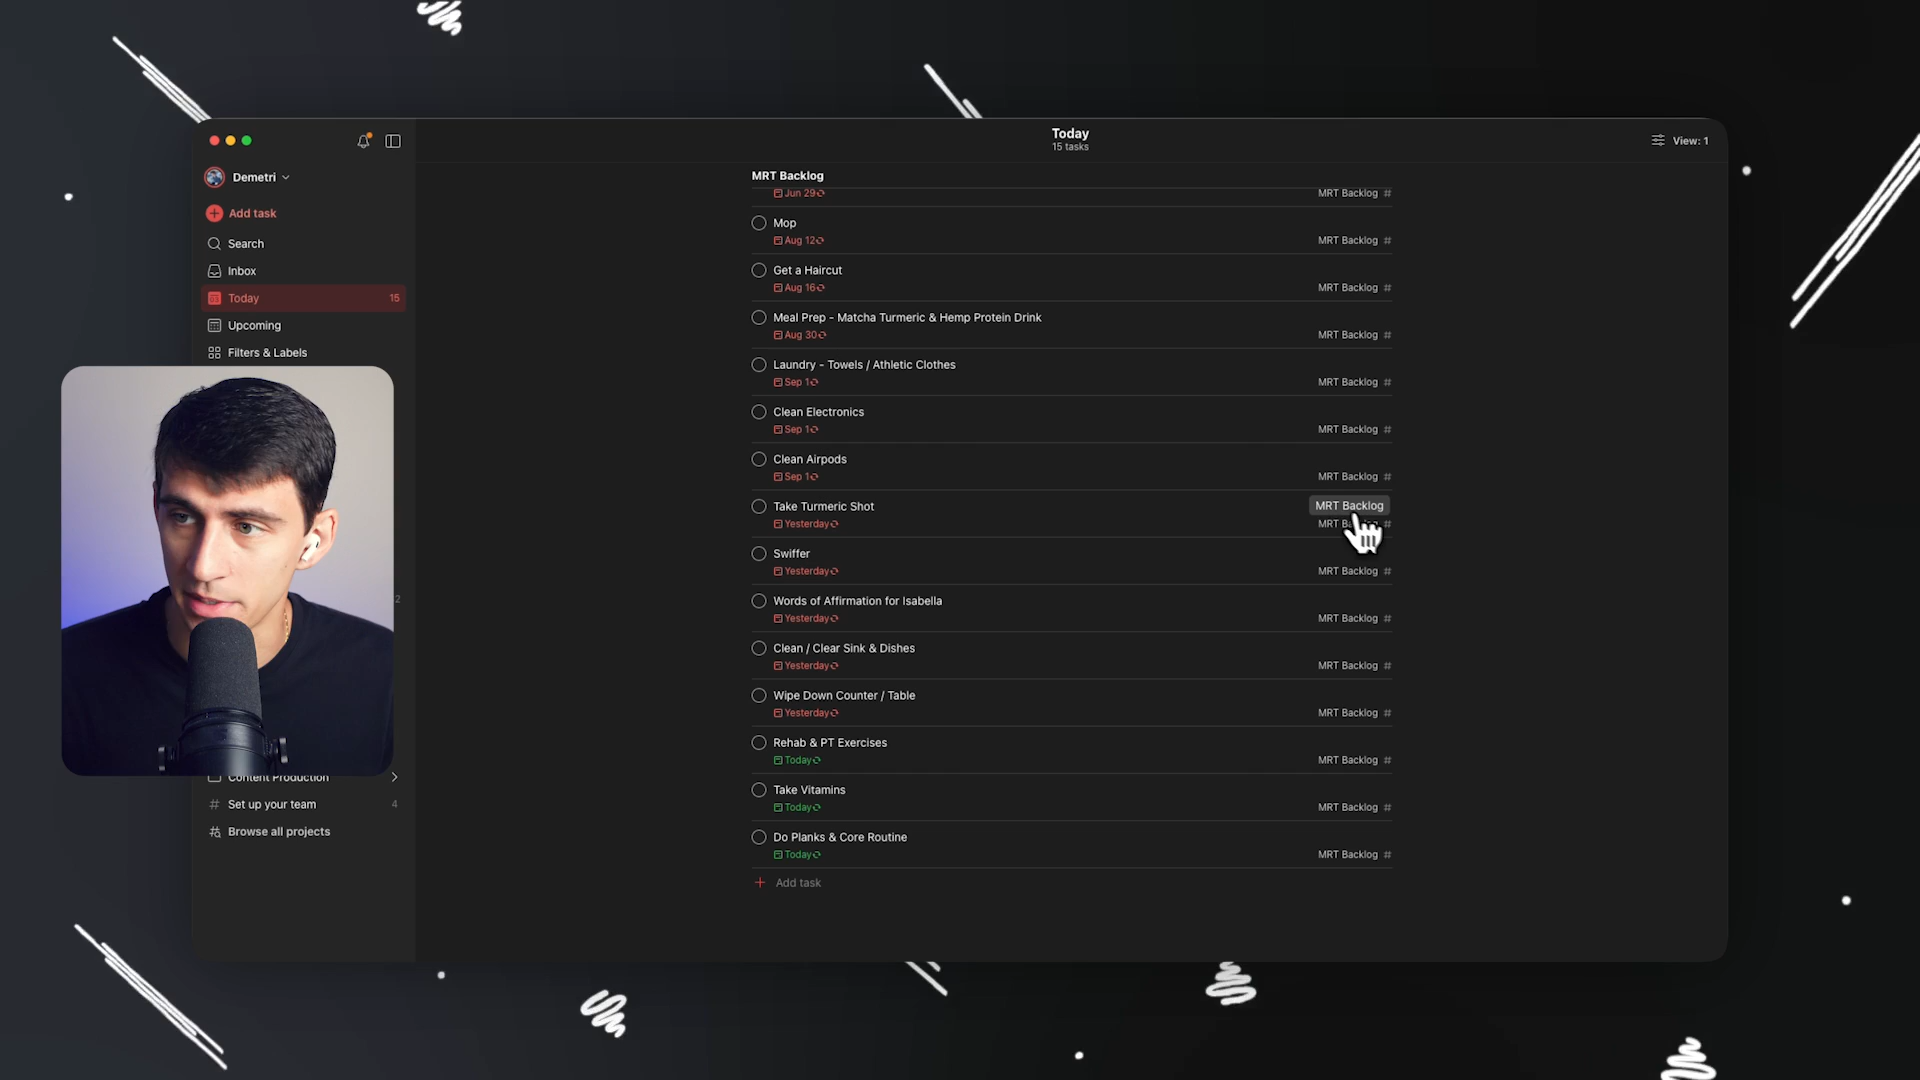 Today
15 tasks
View: 1
Demetri
Add task
Search
Inbox
Today 15
Upcoming
Filters & Labels
2
Content Production
Set up your team 4
Browse all projects
MRT Backlog
Jun 29 MRT Backlog #
Mop
Aug 12 MRT Backlog #
Get a Haircut
Aug 16 MRT Backlog #
Meal Prep - Matcha Turmeric & Hemp Protein Drink
Aug 30 MRT Backlog #
Laundry - Towels / Athletic Clothes
Sep 1 MRT Backlog #
Clean Electronics
Sep 1 MRT Backlog #
Clean Airpods
Sep 1 MRT Backlog #
Take Turmeric Shot MRT Backlog
Yesterday MRT Backlog #
Swiffer
Yesterday MRT Backlog #
Words of Affirmation for Isabella
Yesterday MRT Backlog #
Clean / Clear Sink & Dishes
Yesterday MRT Backlog #
Wipe Down Counter / Table
Yesterday MRT Backlog #
Rehab & PT Exercises
Today MRT Backlog #
Take Vitamins
Today MRT Backlog #
Do Planks & Core Routine
Today MRT Backlog #
Add task